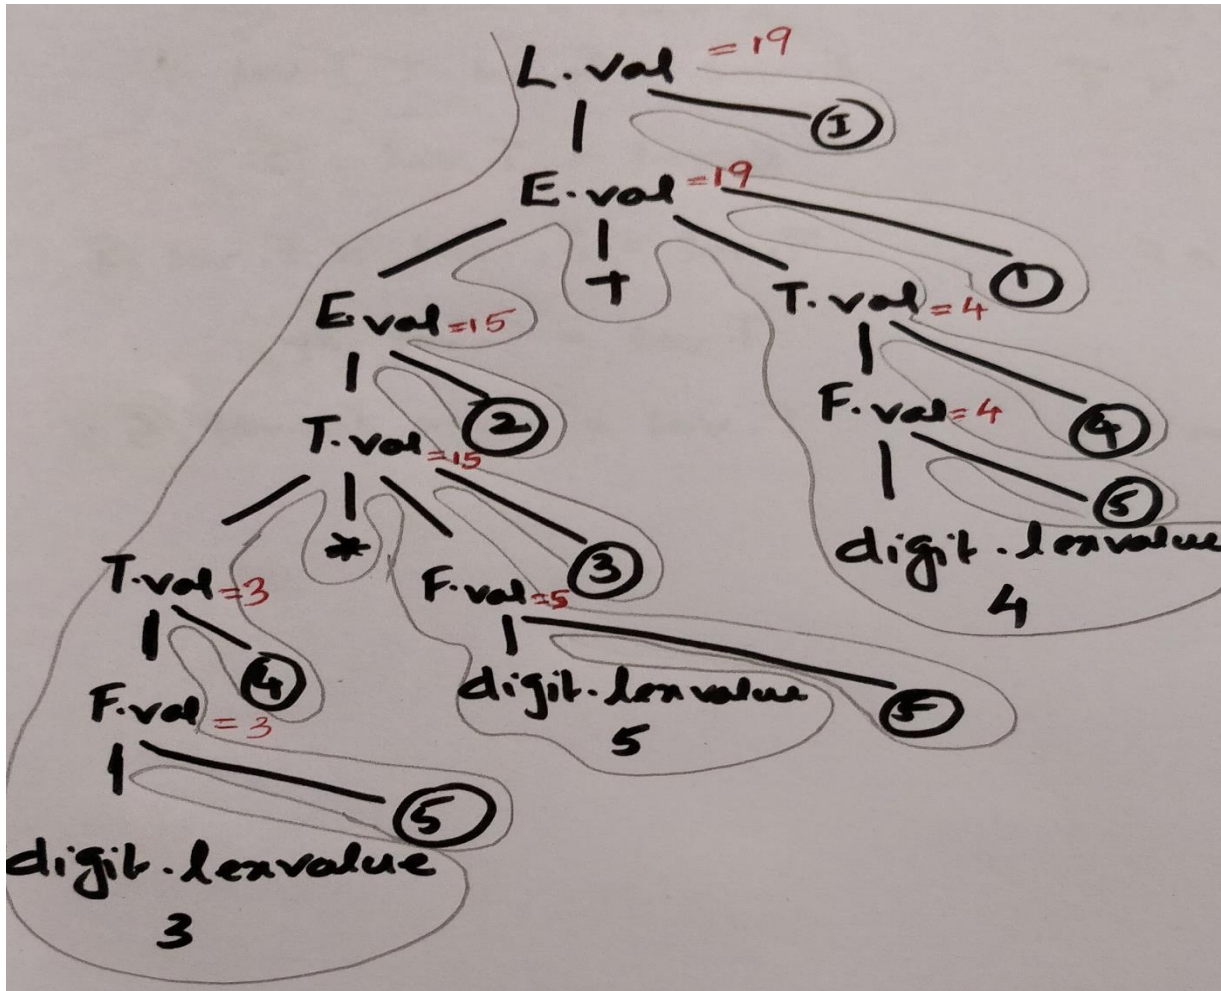 L.val = 19
I
E.val = 19
1
E.val = 15
+
T.val = 4
2
F.val = 4
4
T.val = 15
5
*
3
digit.lexvalue
4
T.val = 3
F.val = 5
4
digit.lexvalue
5
5
F.val = 3
5
digit.lexvalue
3